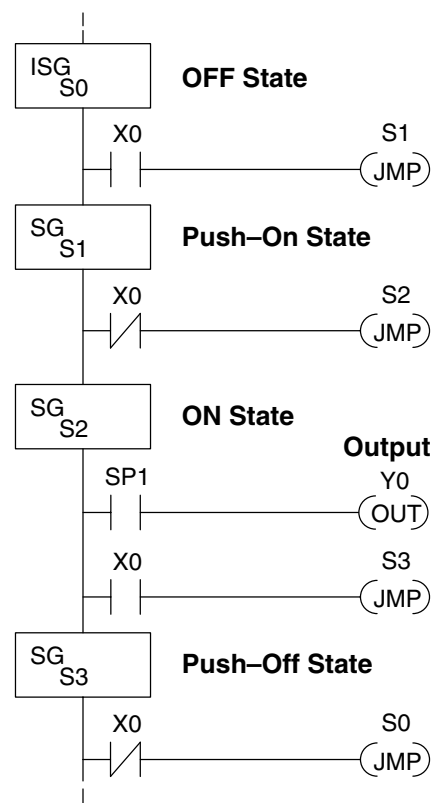 ISG
S0
OFF State
X0
S1
JMP
SG
S1
Push–On State
X0
S2
JMP
SG
S2
ON State
Output
SP1
Y0
OUT
X0
S3
JMP
SG
S3
Push–Off State
X0
S0
JMP